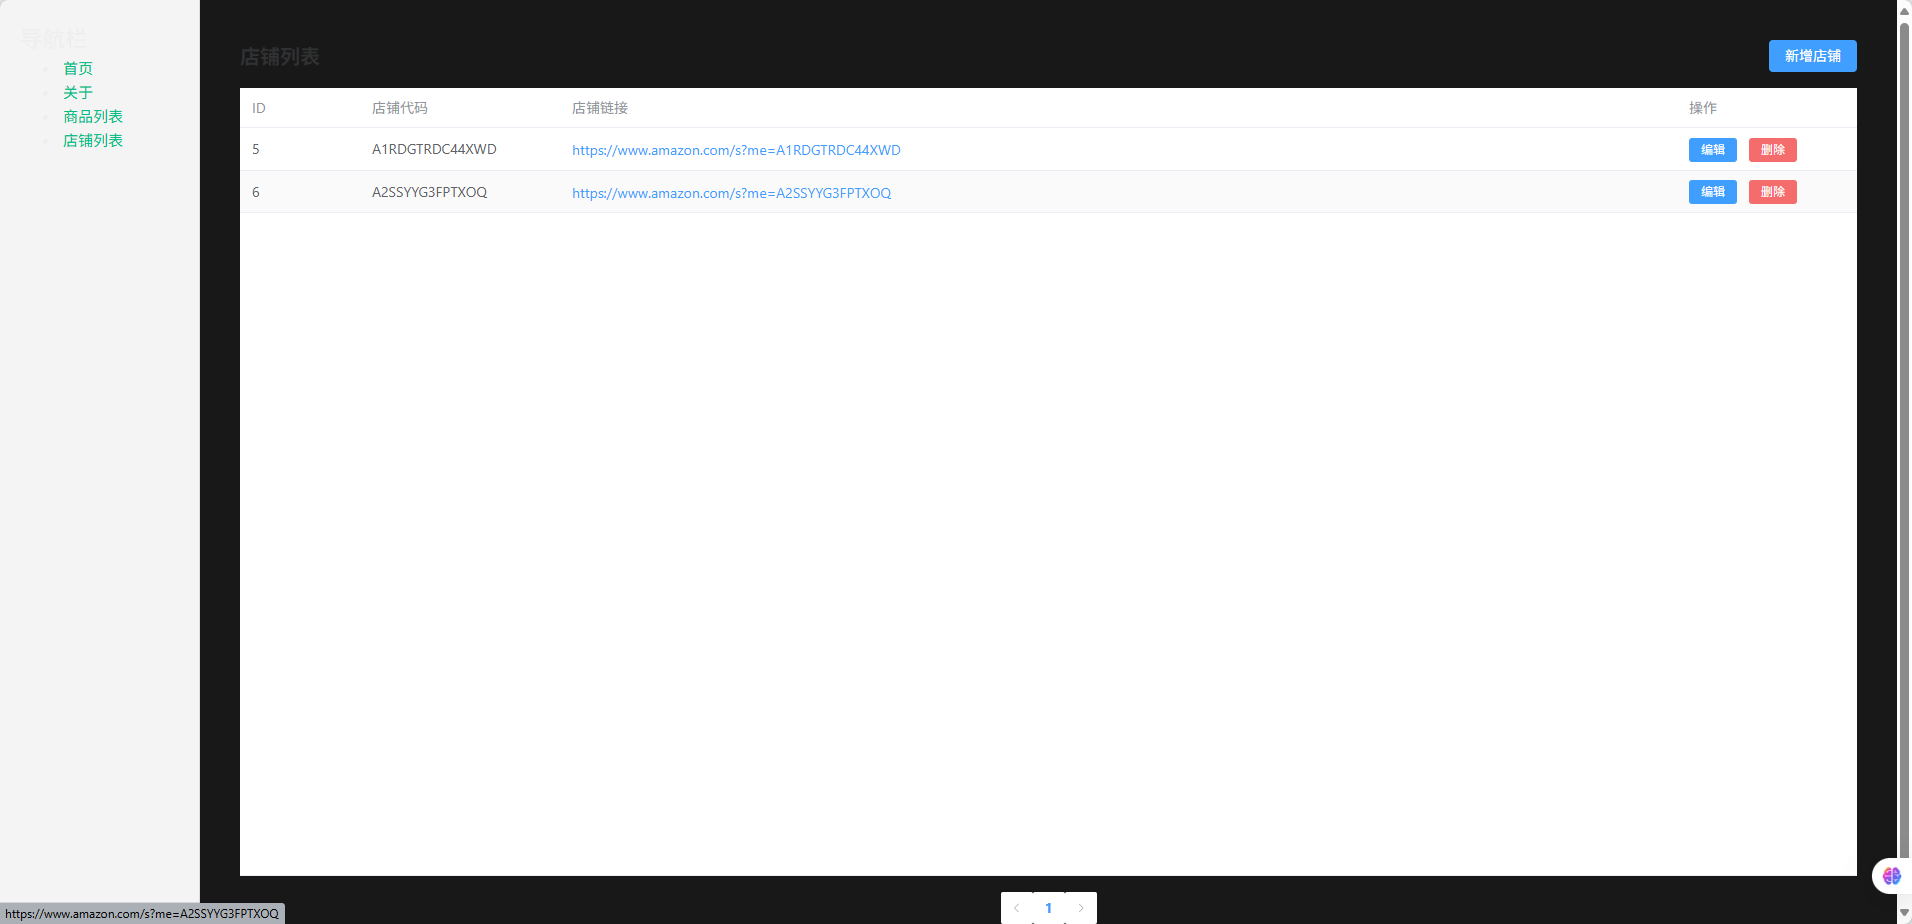 导航栏
首页
关于
商品列表
店铺列表
店铺列表
新增店铺
ID 店铺代码 店铺链接 操作
5 A1RDGTRDC44XWD https://www.amazon.com/s?me=A1RDGTRDC44XWD 编辑 删除
6 A2SSYYG3FPTXOQ https://www.amazon.com/s?me=A2SSYYG3FPTXOQ 编辑 删除
1
https://www.amazon.com/s?me=A2SSYYG3FPTXOQ